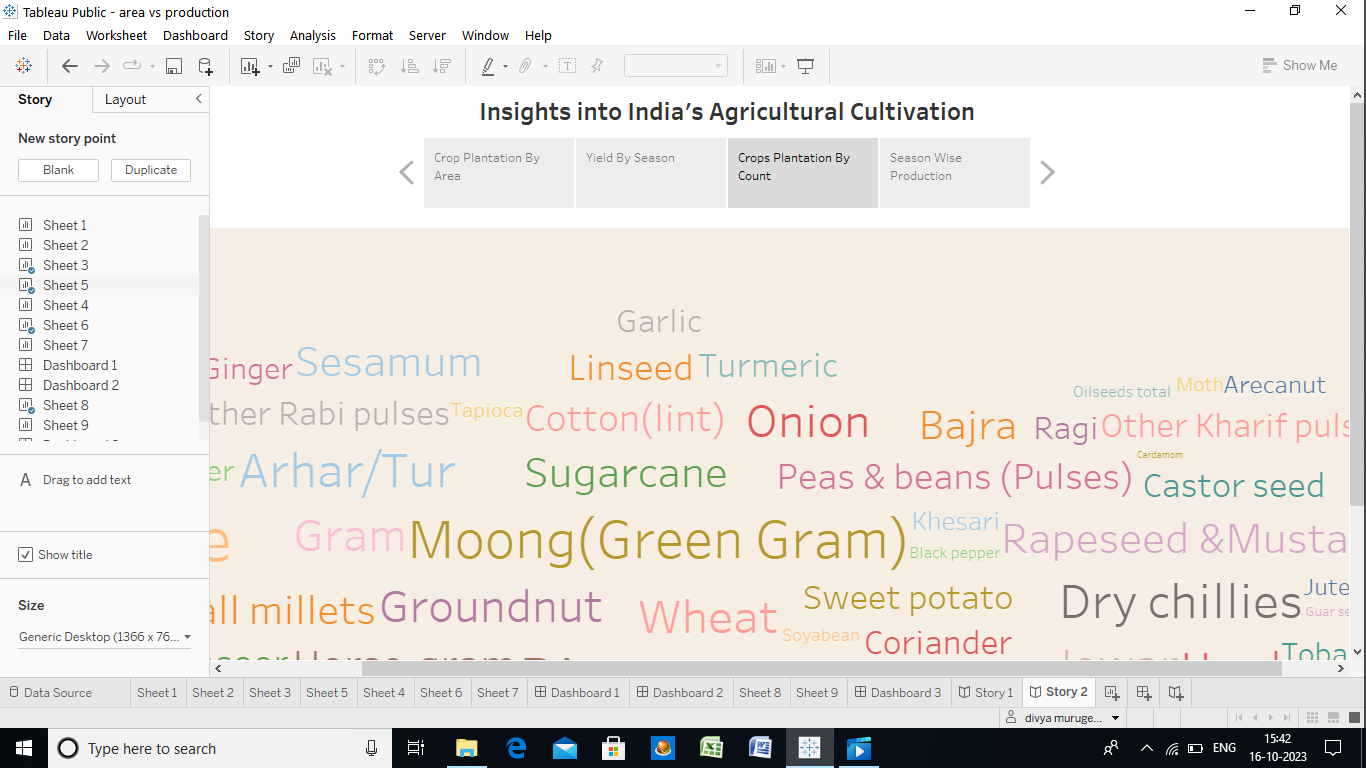 Tableau Public - area vs production
File Data Worksheet Dashboard Story Analysis Format Server Window Help
Show Me
Story Layout
New story point
Blank Duplicate
Sheet 1
Sheet 2
Sheet 3
Sheet 5
Sheet 4
Sheet 6
Sheet 7
Dashboard 1
Dashboard 2
Sheet 8
Sheet 9
A Drag to add text
Show title
Size
Generic Desktop (1366 x 76...
Insights into India's Agricultural Cultivation
Crop Plantation By
Area
Yield By Season
Crops Plantation By
Count
Season Wise
Production
Garlic
Ginger Sesamum Linseed Turmeric
Oilseeds total Moth Arecanut
ther Rabi pulses Tapioca Cotton(lint) Onion Bajra Ragi Other Kharif puls
Cardamom
er Arhar/Tur Sugarcane Peas & beans (Pulses) Castor seed
e Gram Moong(Green Gram) Khesari Rapeseed &Musta
Black pepper
all millets Groundnut Wheat Sweet potato Dry chillies Jute
Guar se
Soyabean Coriander
Horse gram Jowar Toba
Data Source Sheet 1 Sheet 2 Sheet 3 Sheet 5 Sheet 4 Sheet 6 Sheet 7 Dashboard 1 Dashboard 2 Sheet 8 Sheet 9 Dashboard 3 Story 1 Story 2
divya muruge...
Type here to search
ENG
15:42
16-10-2023